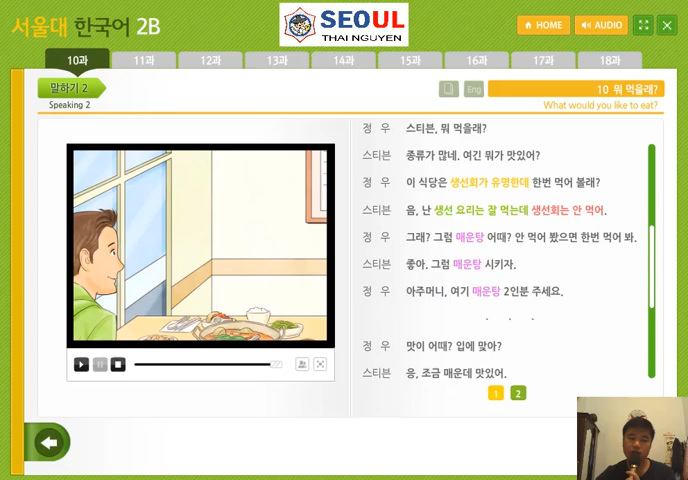 서울대 한국어 2B
SEOUL
THAI NGUYEN
HOME
AUDIO
10과
11과
12과
13과
14과
15과
16과
17과
18과
말하기 2
Speaking 2
Eng
10 뭐 먹을래?
What would you like to eat?
정 우 스티븐, 뭐 먹을래?
스티븐 종류가 많네. 여긴 뭐가 맛있어?
정 우 이 식당은 생선회가 유명한데 한번 먹어 볼래?
스티븐 음, 난 생선 요리는 잘 먹는데 생선회는 안 먹어.
정 우 그래? 그럼 매운탕 어때? 안 먹어 봤으면 한번 먹어 봐.
스티븐 좋아. 그럼 매운탕 시키자.
정 우 아주머니, 여기 매운탕 2인분 주세요.
. . .
정 우 맛이 어때? 입에 맞아?
스티븐 응, 조금 매운데 맛있어.
1 2